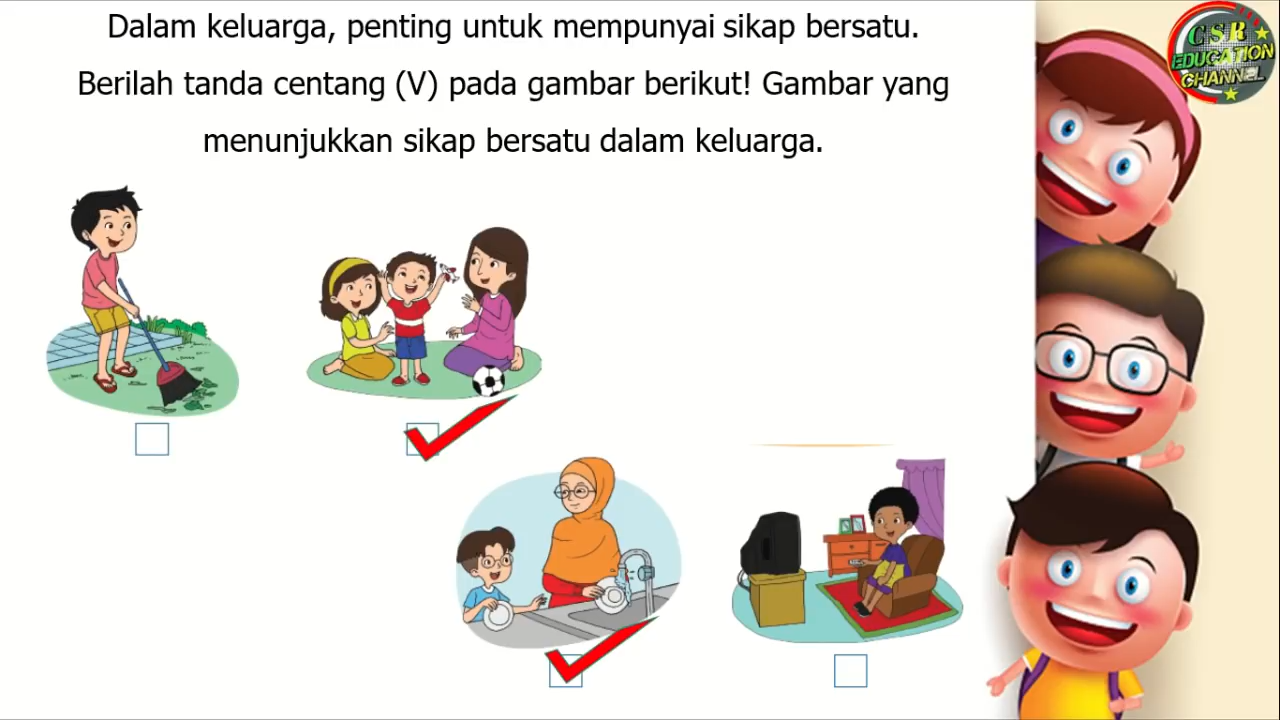 Dalam keluarga, penting untuk mempunyai sikap bersatu.
Berilah tanda centang (V) pada gambar berikut! Gambar yang
menunjukkan sikap bersatu dalam keluarga.
CSR
EDUCATION
CHANNEL